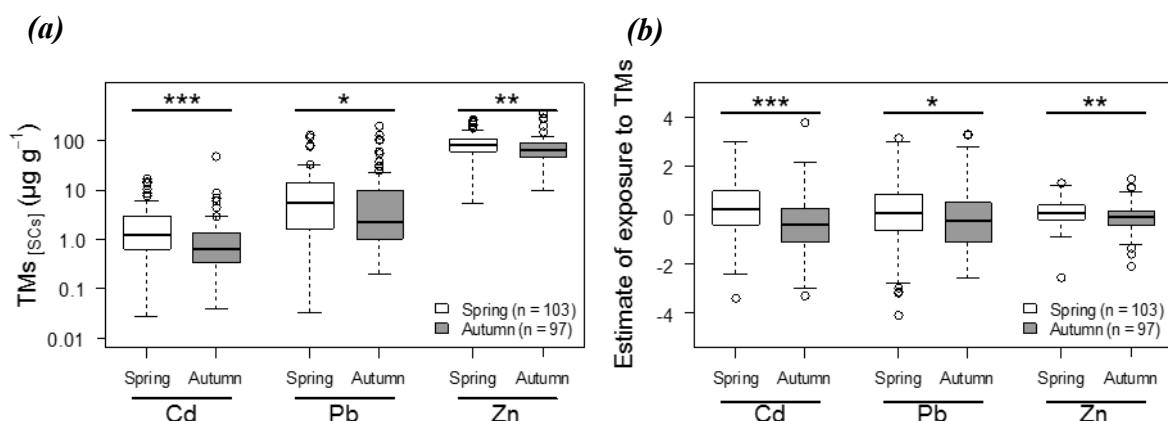 (a)
TMs [SCs] (µg g⁻¹)
100
10
1.0
0.1
0.01
***
*
**
Spring (n = 103)
Autumn (n = 97)
Spring Autumn Spring Autumn Spring Autumn
Cd Pb Zn
(b)
Estimate of exposure to TMs
4
2
0
-2
-4
***
*
**
Spring (n = 103)
Autumn (n = 97)
Spring Autumn Spring Autumn Spring Autumn
Cd Pb Zn